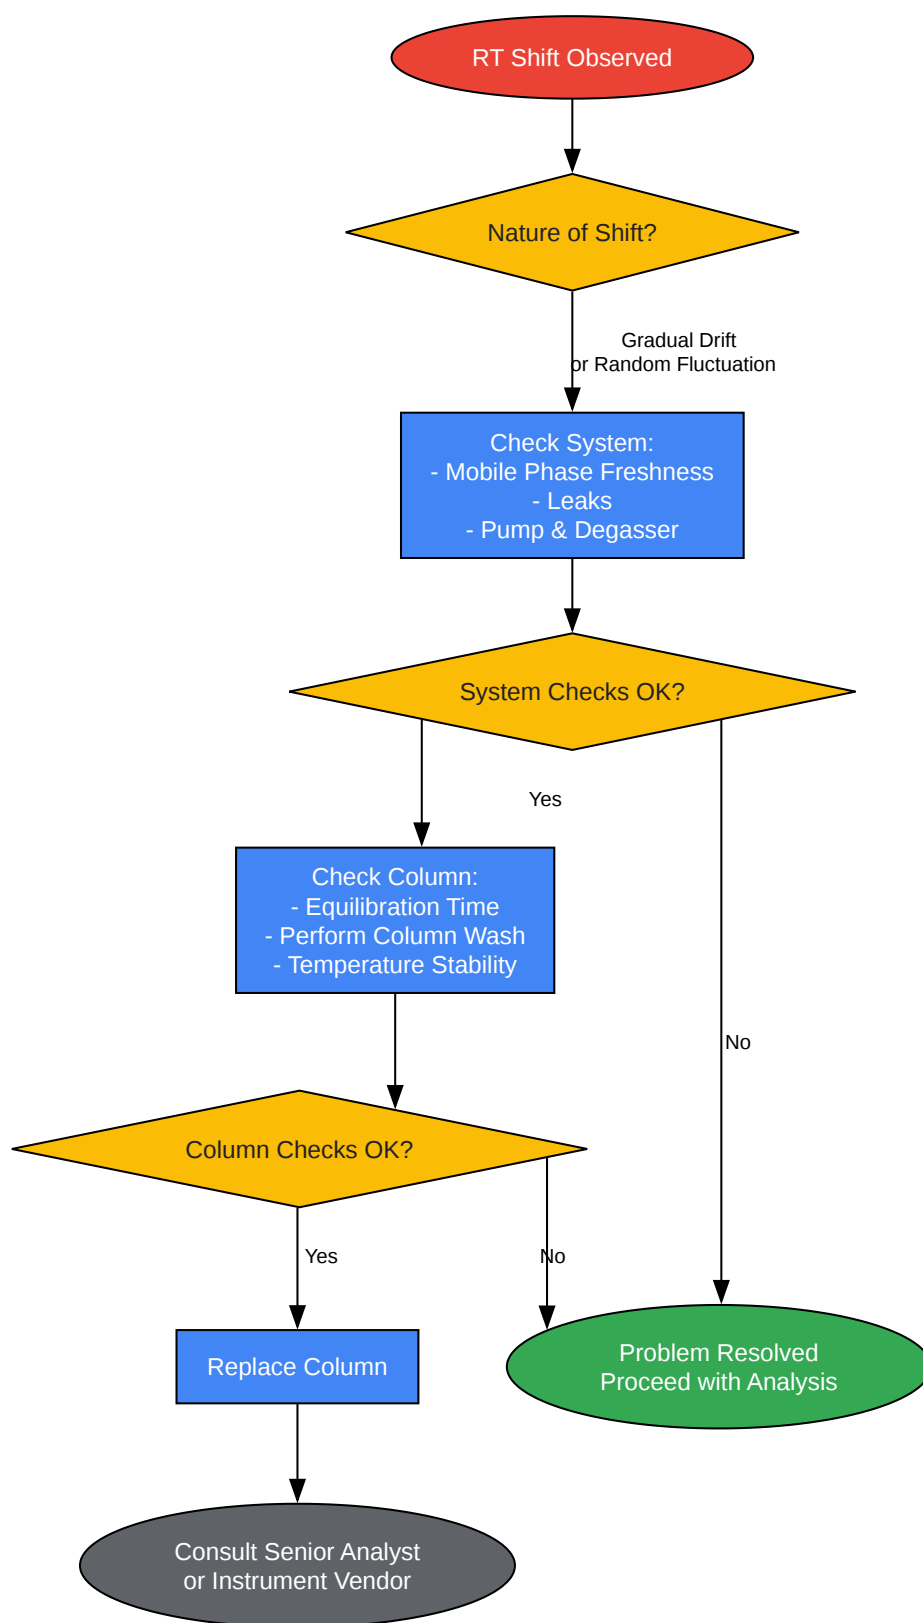 RT Shift Observed
Nature of Shift?
Gradual Drift
or Random Fluctuation
Check System:
- Mobile Phase Freshness
- Leaks
- Pump & Degasser
System Checks OK?
Yes
Check Column:
- Equilibration Time
- Perform Column Wash
- Temperature Stability
No
Column Checks OK?
Yes
No
Replace Column
Problem Resolved
Proceed with Analysis
Consult Senior Analyst
or Instrument Vendor